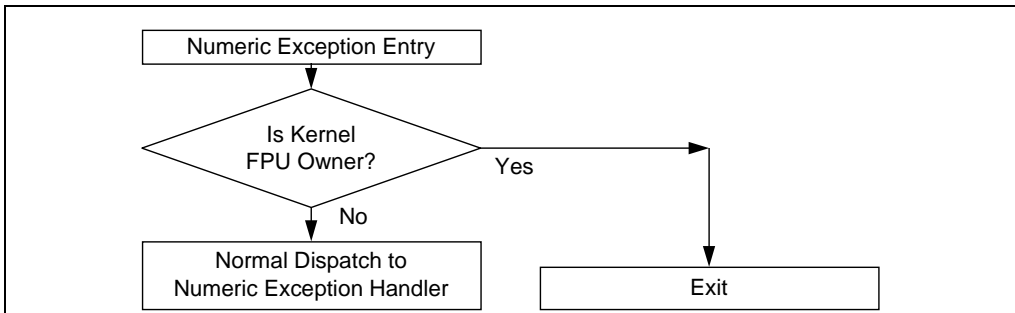 Numeric Exception Entry
Is Kernel
FPU Owner?
Yes
No
Normal Dispatch to
Numeric Exception Handler
Exit